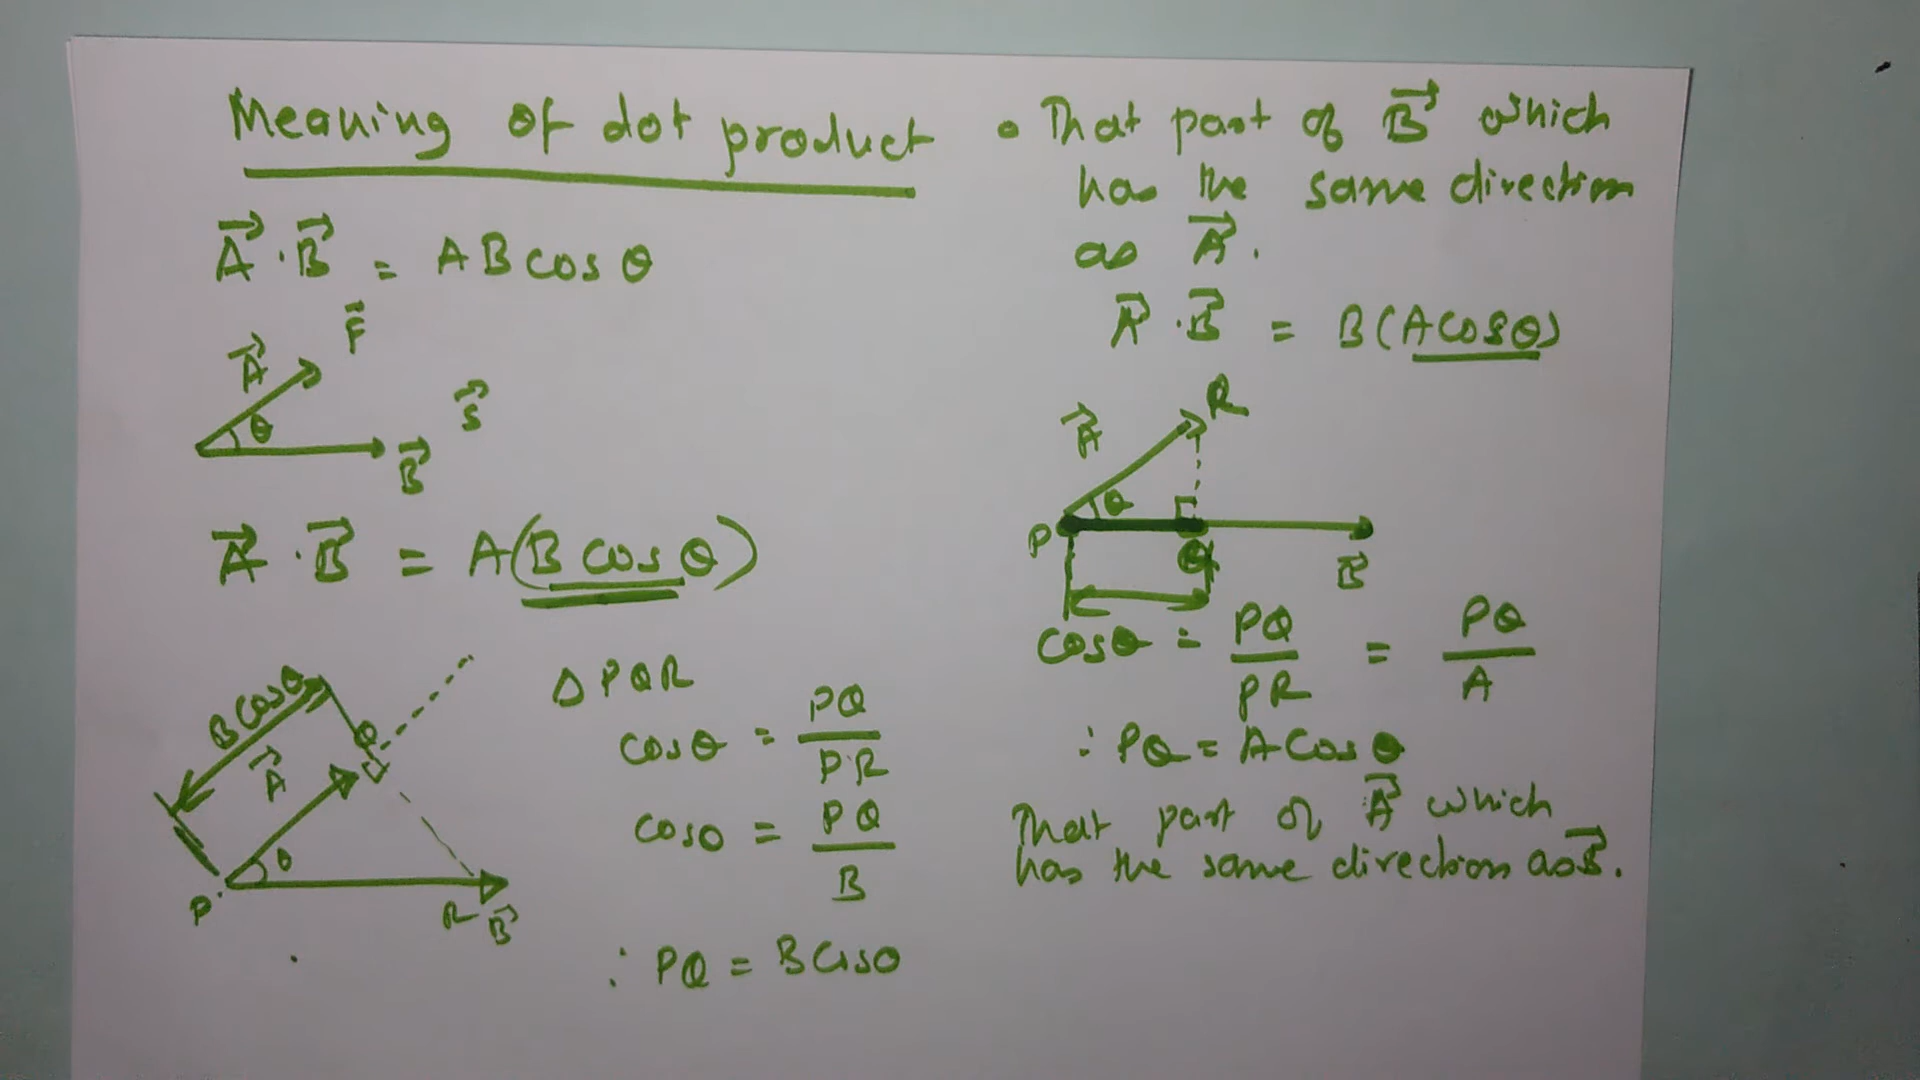 Meaning of dot product
A⃗ · B⃗ = A B cos θ
F⃗
A⃗
S⃗
θ
B⃗
A⃗ · B⃗ = A(B cos θ)
B cos θ
Q
A⃗
θ
P
R B⃗
Δ PQR
cos θ = PQ / PR
cos θ = PQ / B
∴ PQ = B cos θ
• That part of B⃗ which
has the same direction
as A⃗.
A⃗ · B⃗ = B(A cos θ)
R
A⃗
θ
P
Q
B⃗
cos θ = PQ / PR = PQ / A
∴ PQ = A cos θ
That part of A⃗ which
has the same direction as B⃗.